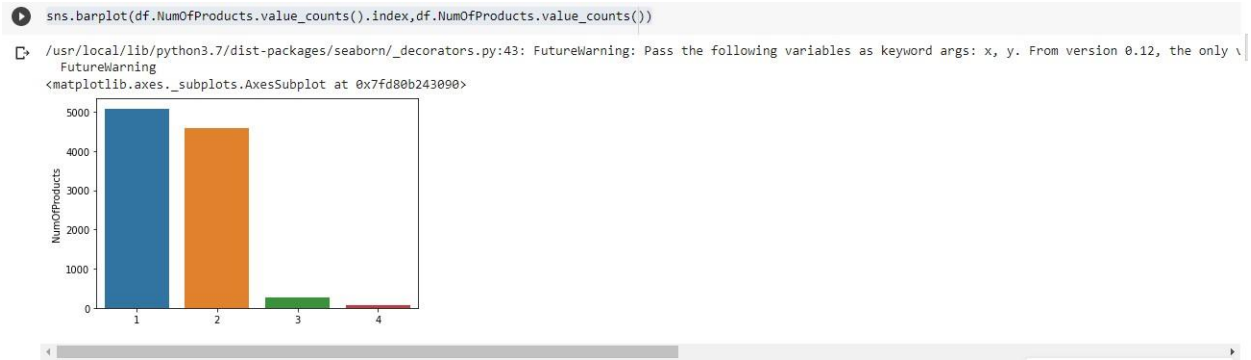 sns.barplot(df.NumOfProducts.value_counts().index,df.NumOfProducts.value_counts())
/usr/local/lib/python3.7/dist-packages/seaborn/_decorators.py:43: FutureWarning: Pass the following variables as keyword args: x, y. From version 0.12, the only
FutureWarning
<matplotlib.axes._subplots.AxesSubplot at 0x7fd80b243090>
5000
4000
3000
2000
1000
0
NumOfProducts
1 2 3 4